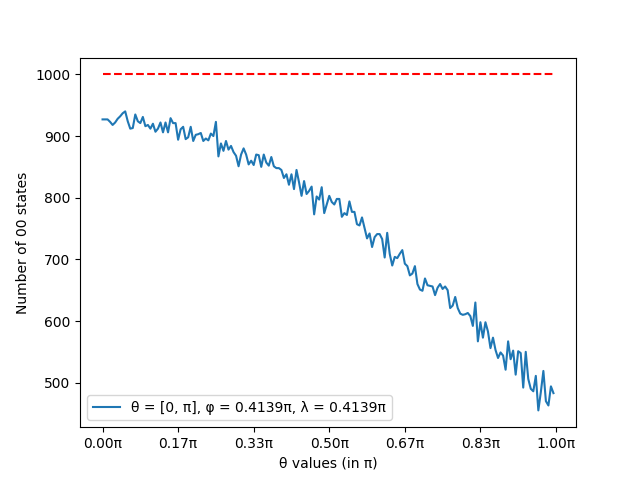 Number of 00 states
1000
900
800
700
600
500
θ = [0, π], φ = 0.4139π, λ = 0.4139π
0.00π 0.17π 0.33π 0.50π 0.67π 0.83π 1.00π
θ values (in π)